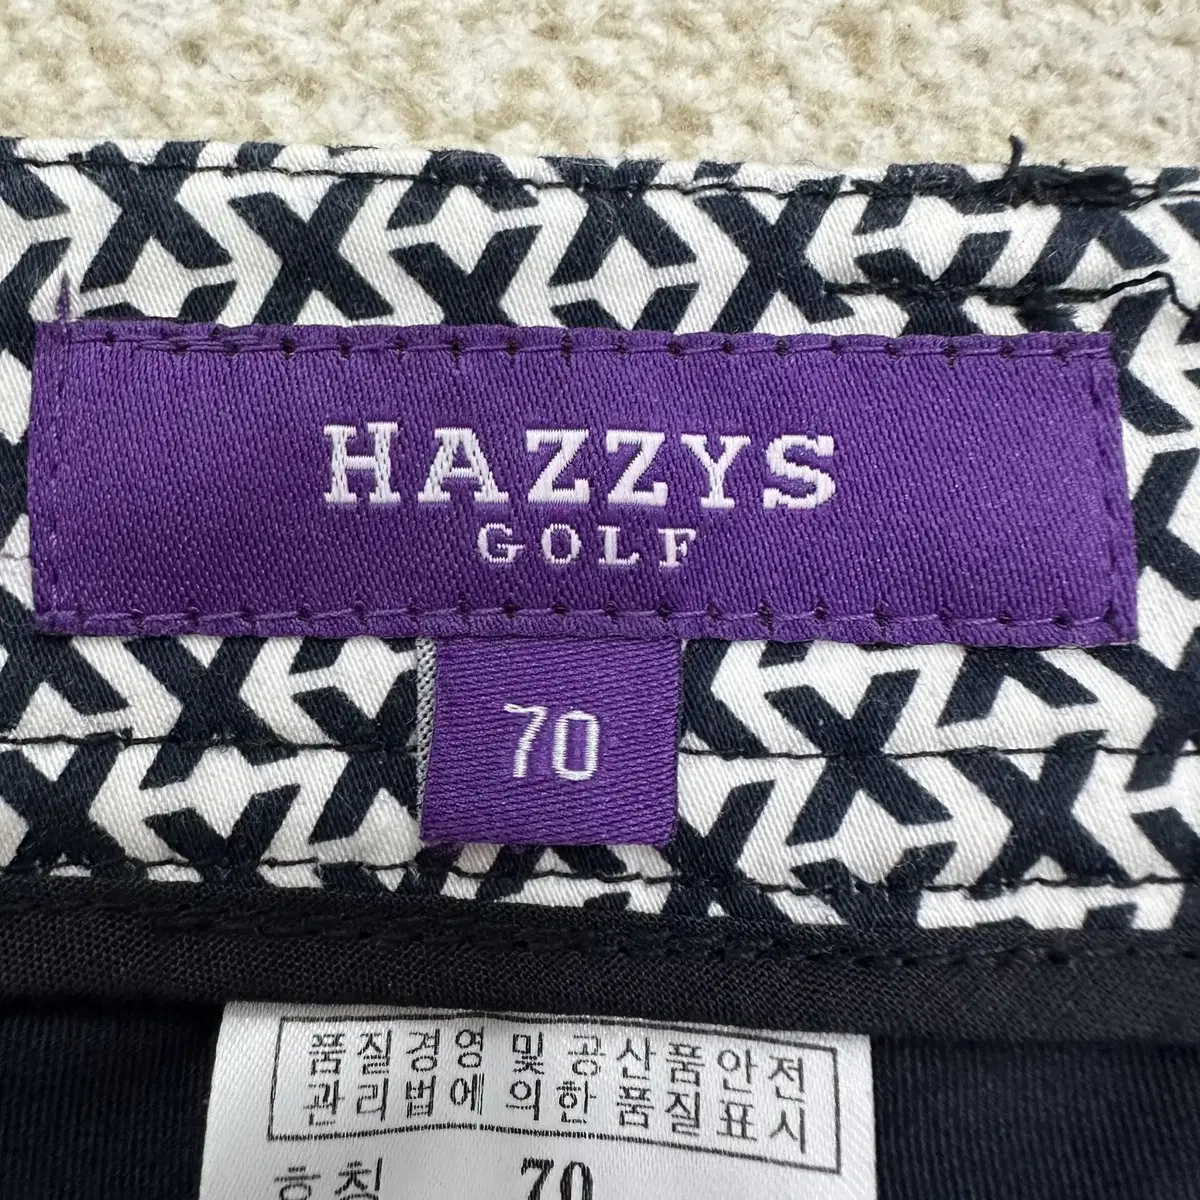 HAZZYS
GOLF
70
품질경영 및 공산품안전
관리법에 의한 품질표시
호칭 70